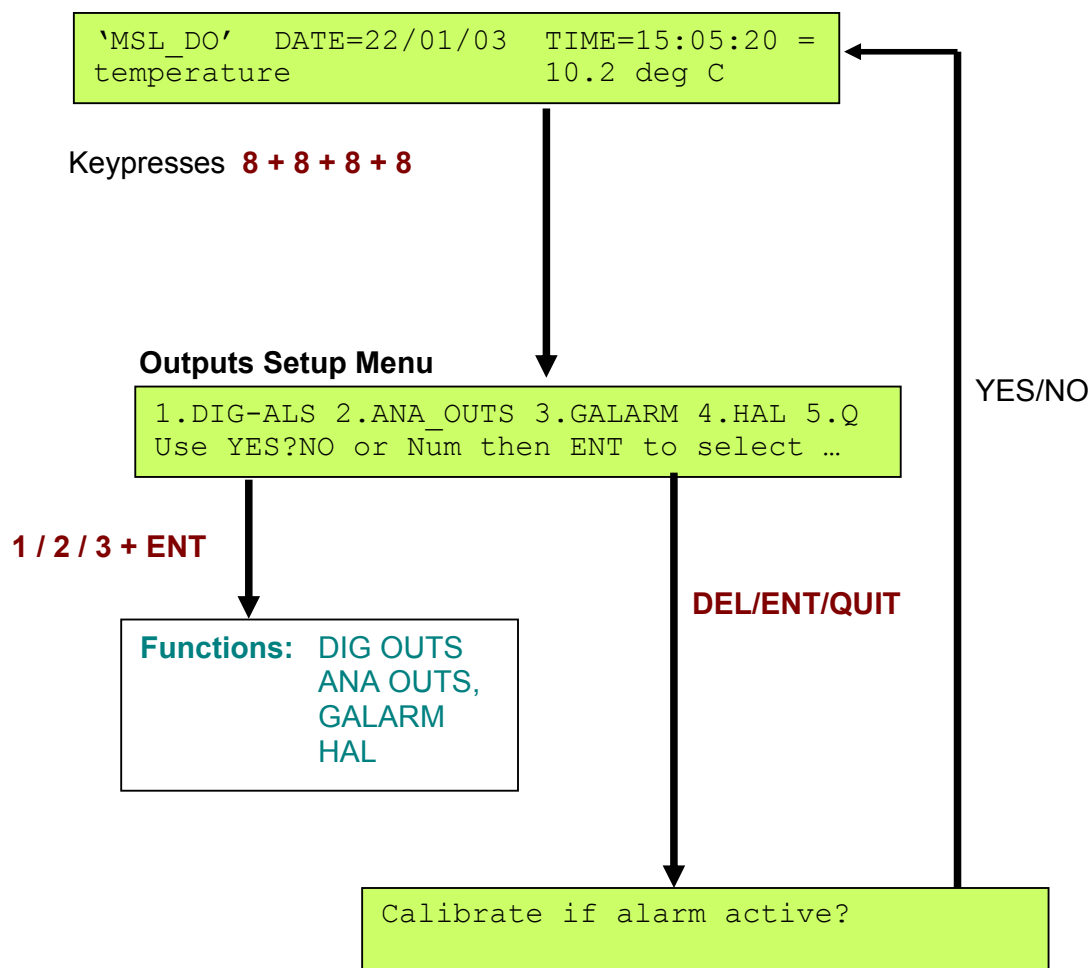 ‘MSL_DO’ DATE=22/01/03 TIME=15:05:20 =
temperature 10.2 deg C
Keypresses 8 + 8 + 8 + 8
Outputs Setup Menu
1.DIG-ALS 2.ANA_OUTS 3.GALARM 4.HAL 5.Q
Use YES?NO or Num then ENT to select …
YES/NO
1 / 2 / 3 + ENT
DEL/ENT/QUIT
Functions: DIG OUTS
ANA OUTS,
GALARM
HAL
Calibrate if alarm active?